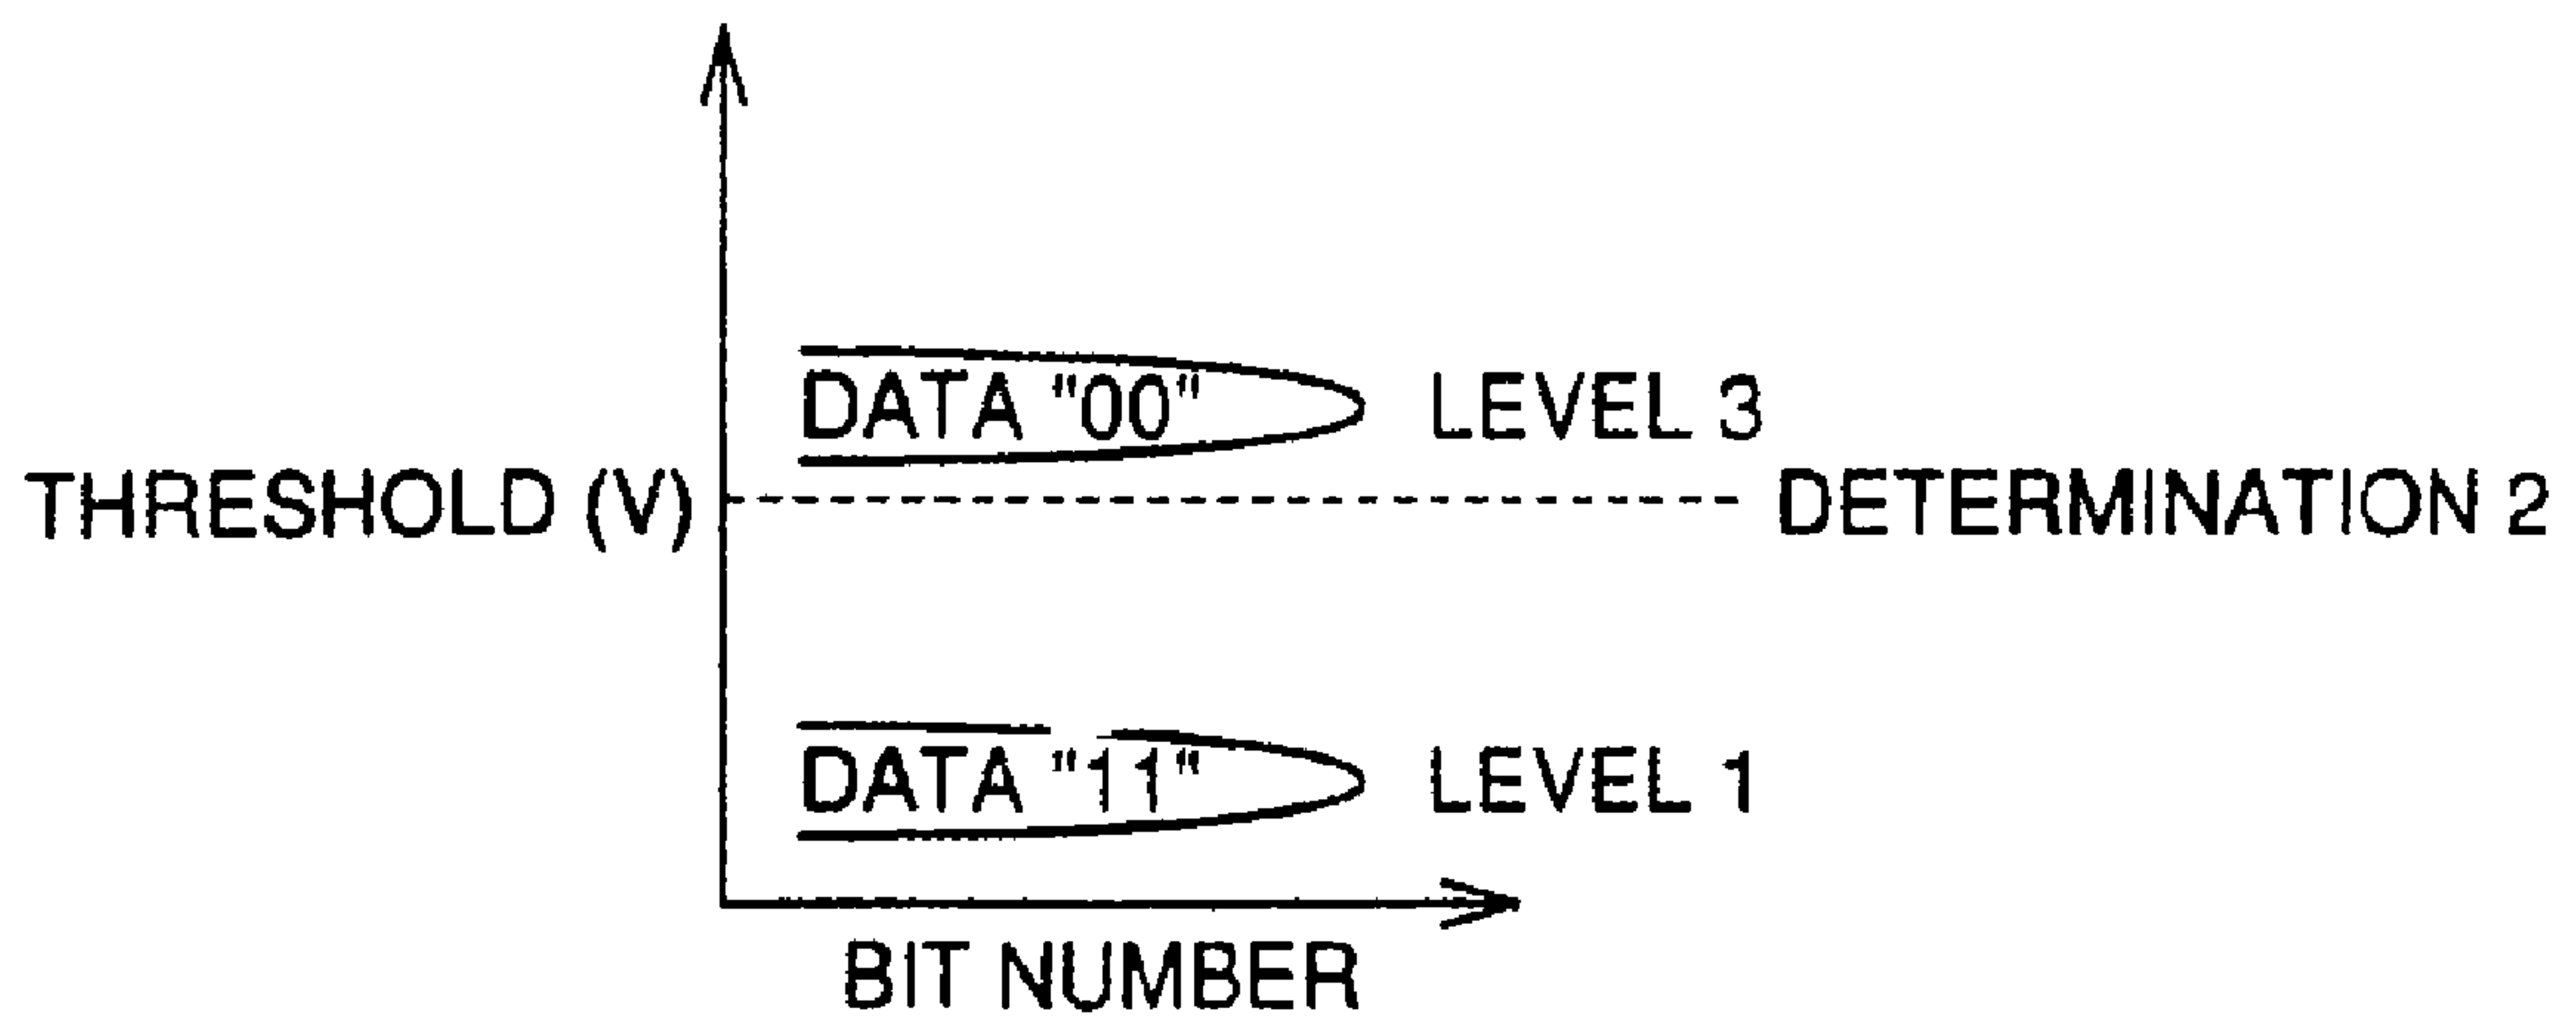 DATA "00" LEVEL 3
THRESHOLD (V) DETERMINATION 2
DATA "11" LEVEL 1
BIT NUMBER